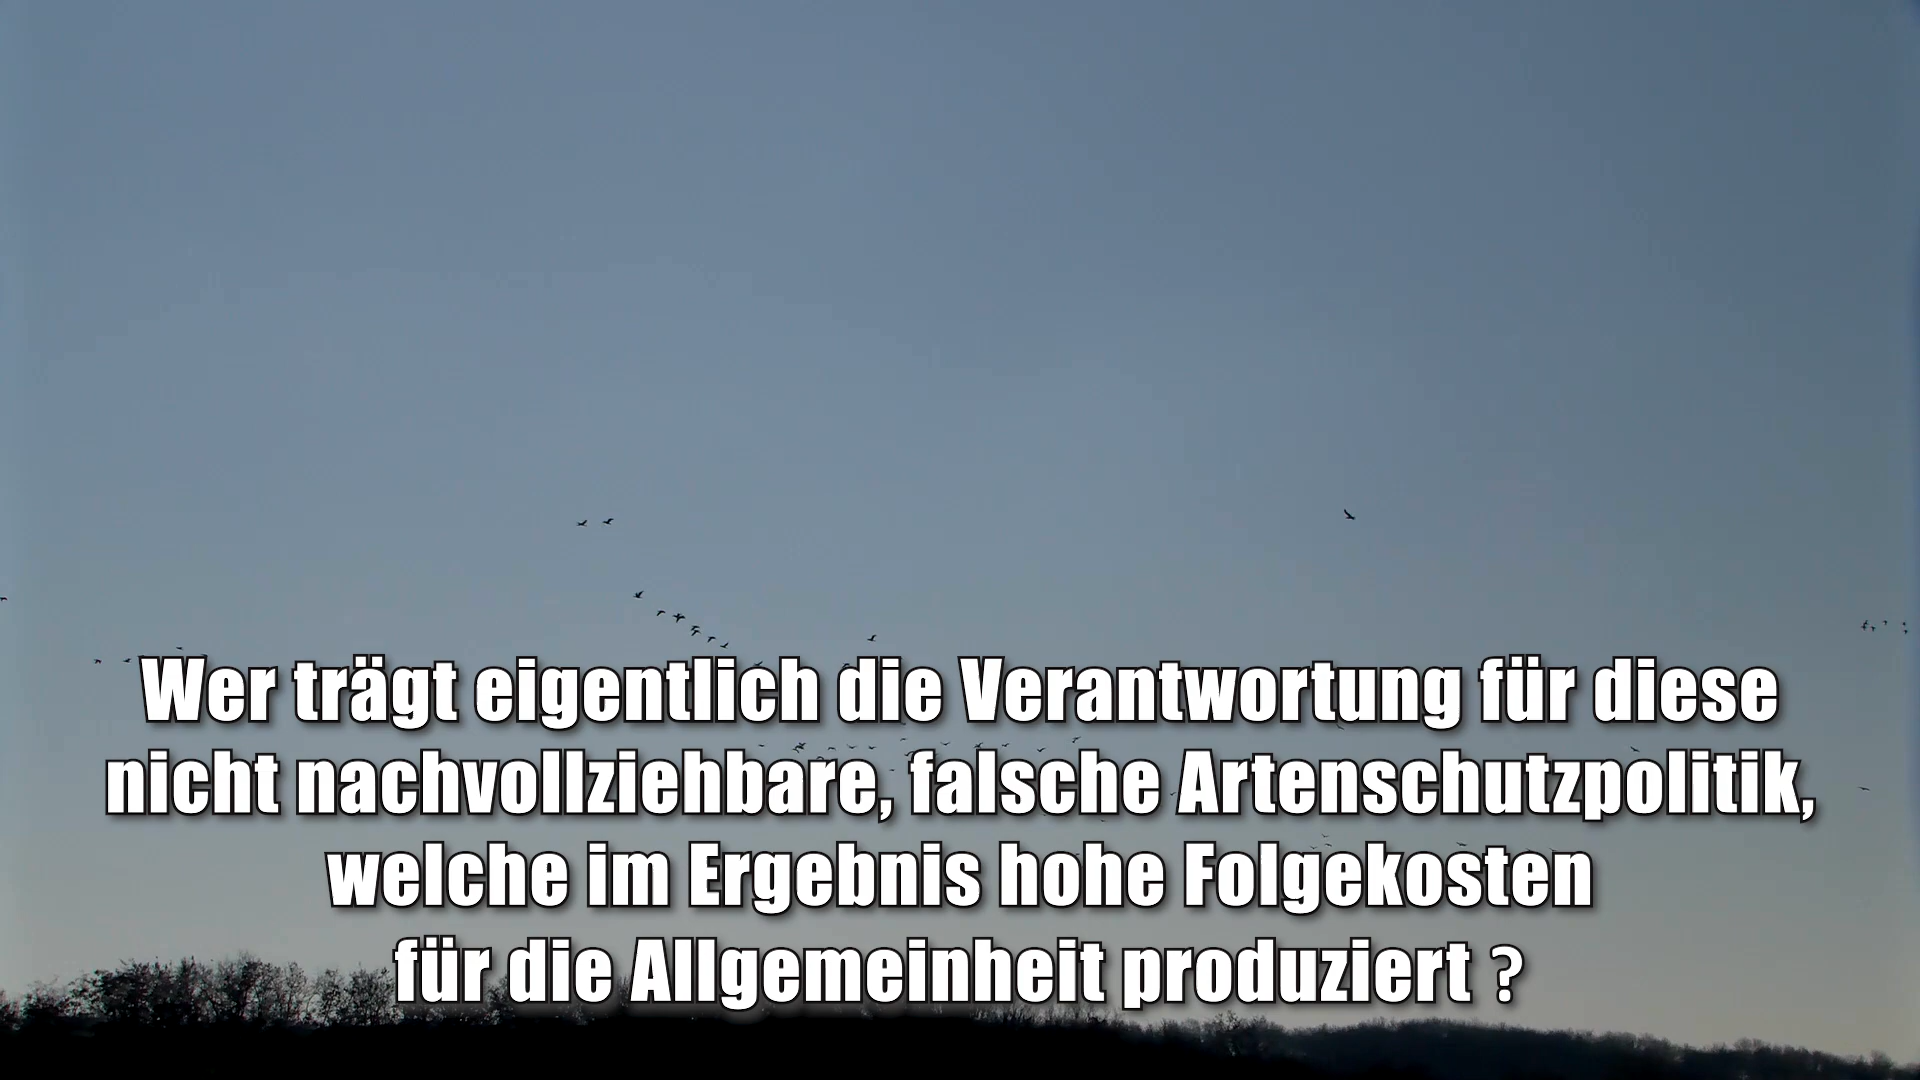 Wer trägt eigentlich die Verantwortung für diese
nicht nachvollziehbare, falsche Artenschutzpolitik,
welche im Ergebnis hohe Folgekosten
für die Allgemeinheit produziert ?